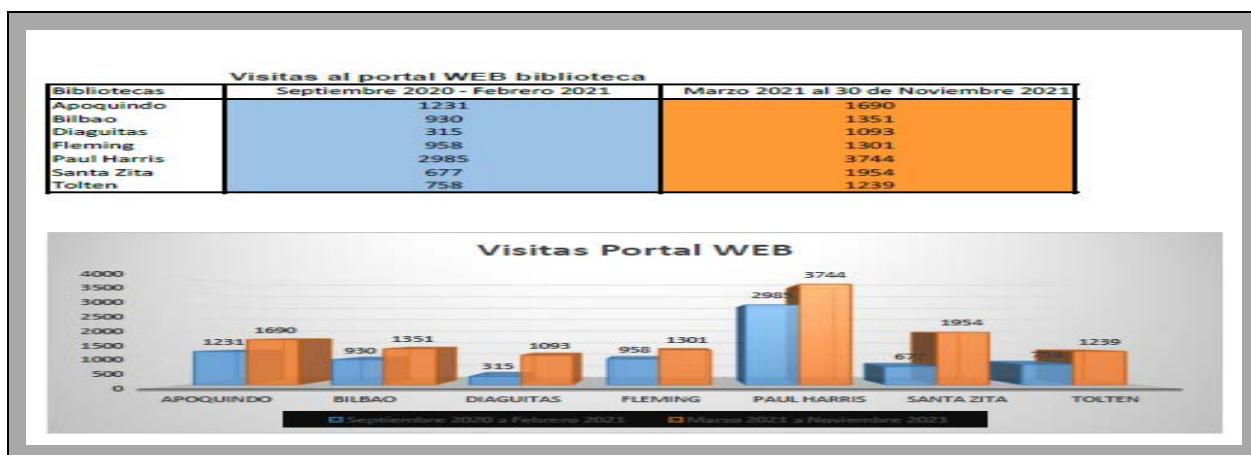 Visitas al portal WEB biblioteca
Bibliotecas Septiembre 2020 - Febrero 2021 Marzo 2021 al 30 de Noviembre 2021
Apoquindo 1231 1690
Bilbao 930 1351
Diaguitas 315 1093
Fleming 958 1301
Paul Harris 2985 3744
Santa Zita 677 1954
Tolten 758 1239
Visitas Portal WEB
4000
3500
3000
2500
2000
1500
1000
500
0
1231 1690 930 1351 315 1093 958 1301 2985 3744 677 1954 758 1239
APOQUINDO BILBAO DIAGUITAS FLEMING PAUL HARRIS SANTA ZITA TOLTEN
Septiembre 2020 a Febrero 2021 Marzo 2021 a Noviembre 2021